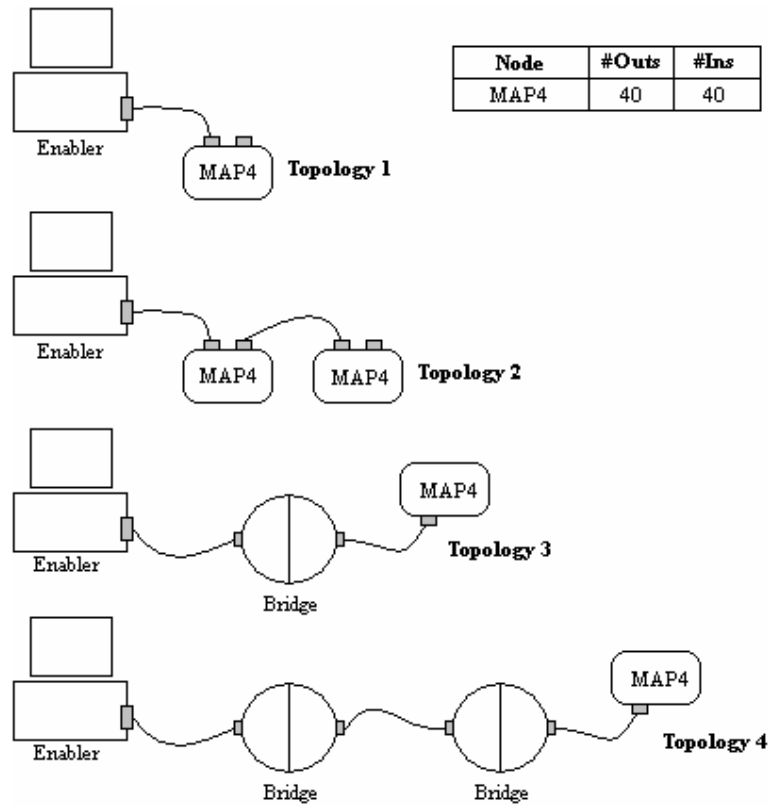 Node #Outs #Ins
MAP4 40 40
Enabler
MAP4
Topology 1
Enabler
MAP4
MAP4
Topology 2
MAP4
Topology 3
Enabler
Bridge
MAP4
Topology 4
Enabler
Bridge
Bridge